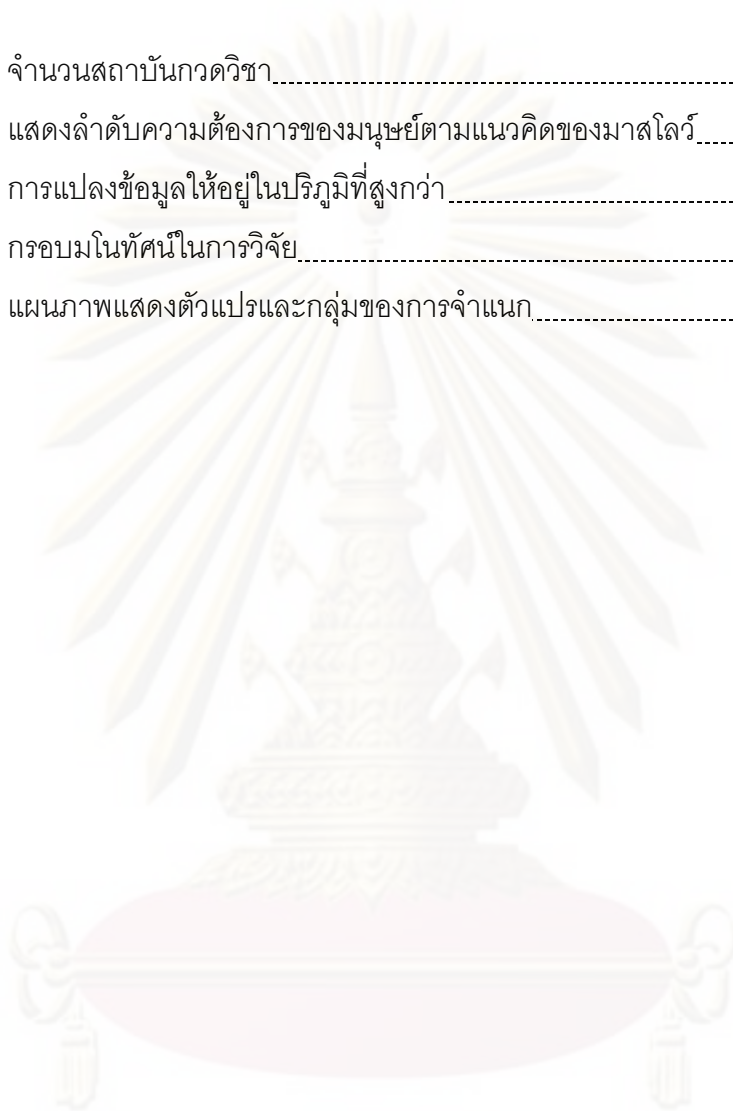 จำนวนสถาบันกวดวิชา
แสดงลำดับความต้องการของมนุษย์ตามแนวคิดของมาสโลว์
การแปลงข้อมูลให้อยู่ในปริภูมิที่สูงกว่า
กรอบมโนทัศน์ในการวิจัย
แผนภาพแสดงตัวแปรและกลุ่มของการจำแนก